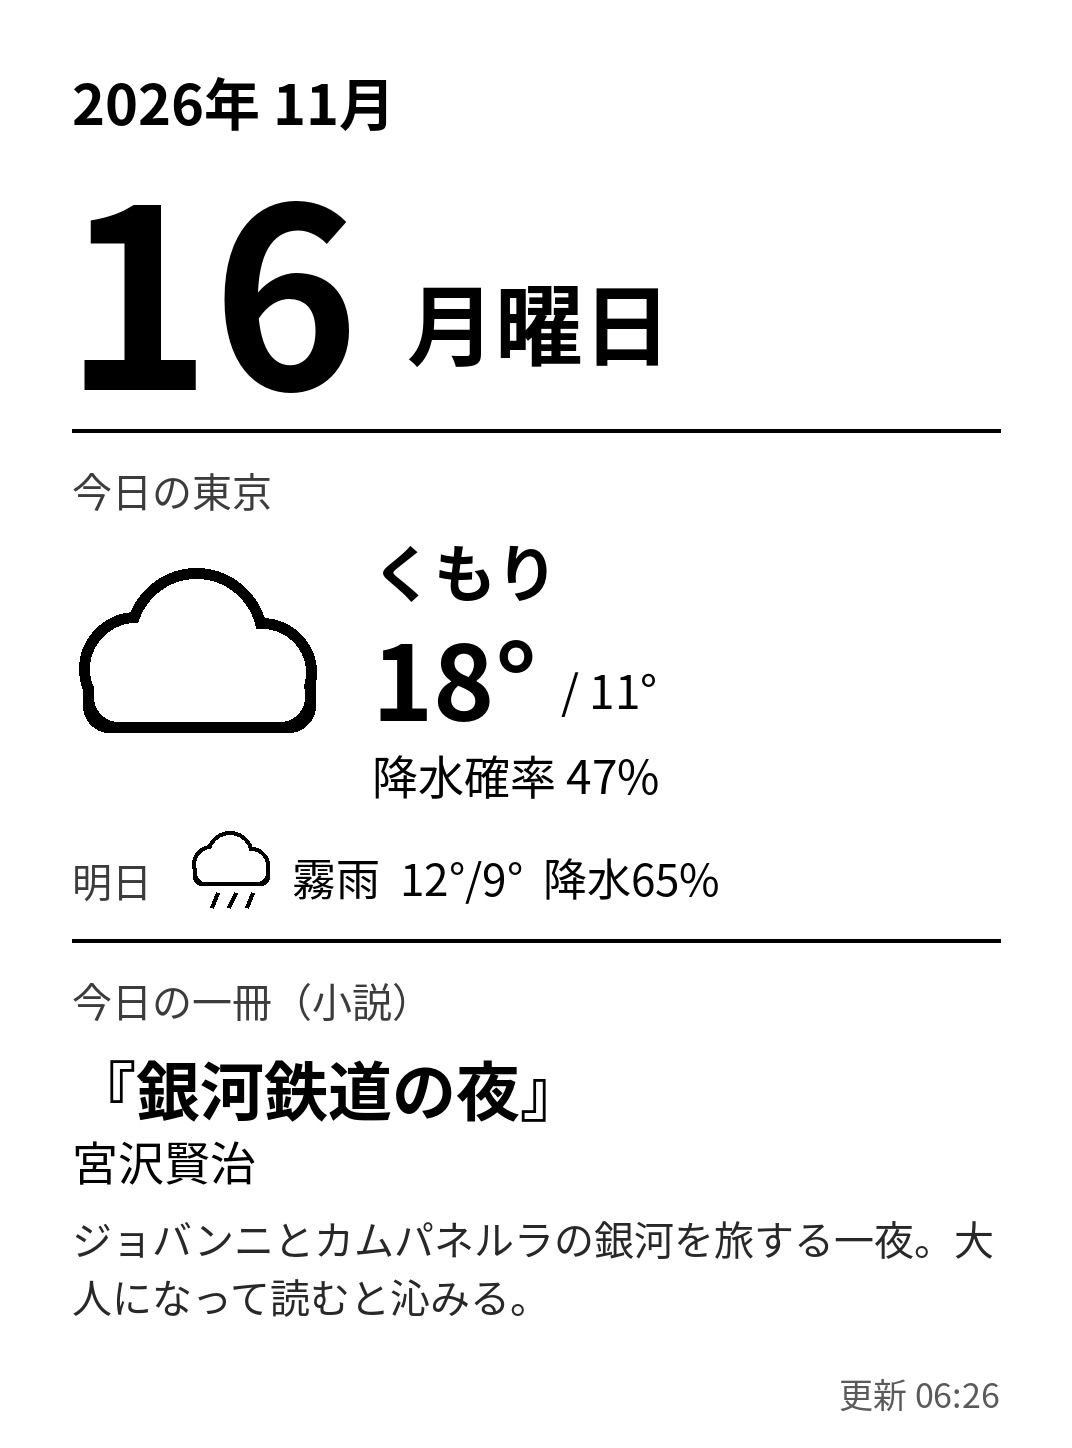 2026年 11月
16 月曜日
今日の東京
くもり
18° / 11°
降水確率 47%
明日 霧雨 12°/9° 降水65%
今日の一冊（小説）
『銀河鉄道の夜』
宮沢賢治
ジョバンニとカムパネルラの銀河を旅する一夜。大
人になって読むと沁みる。
更新 06:26